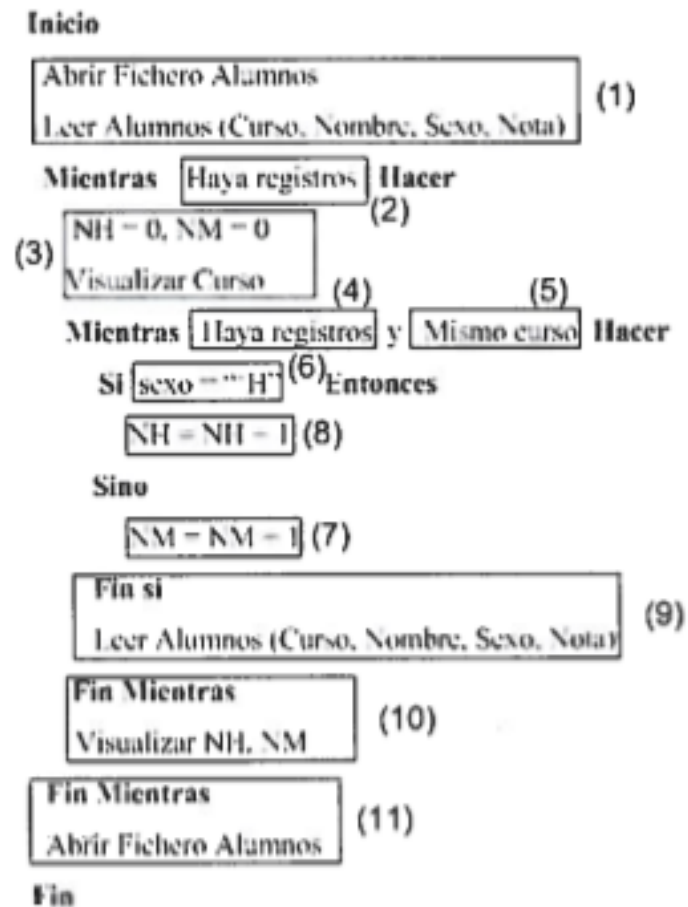 Inicio
Abrir Fichero Alumnos
(1)
Leer Alumnos (Curso, Nombre, Sexo, Nota)
Mientras Haya registros Hacer
(2)
NH = 0, NM = 0
(3)
Visualizar Curso
(4) (5)
Mientras Haya registros y Mismo curso Hacer
Si sexo = "H" (6) Entonces
NH = NH - 1 (8)
Sino
NM = NM - 1 (7)
Fin si
(9)
Leer Alumnos (Curso, Nombre, Sexo, Nota)
Fin Mientras
(10)
Visualizar NH, NM
Fin Mientras
(11)
Abrir Fichero Alumnos
Fin